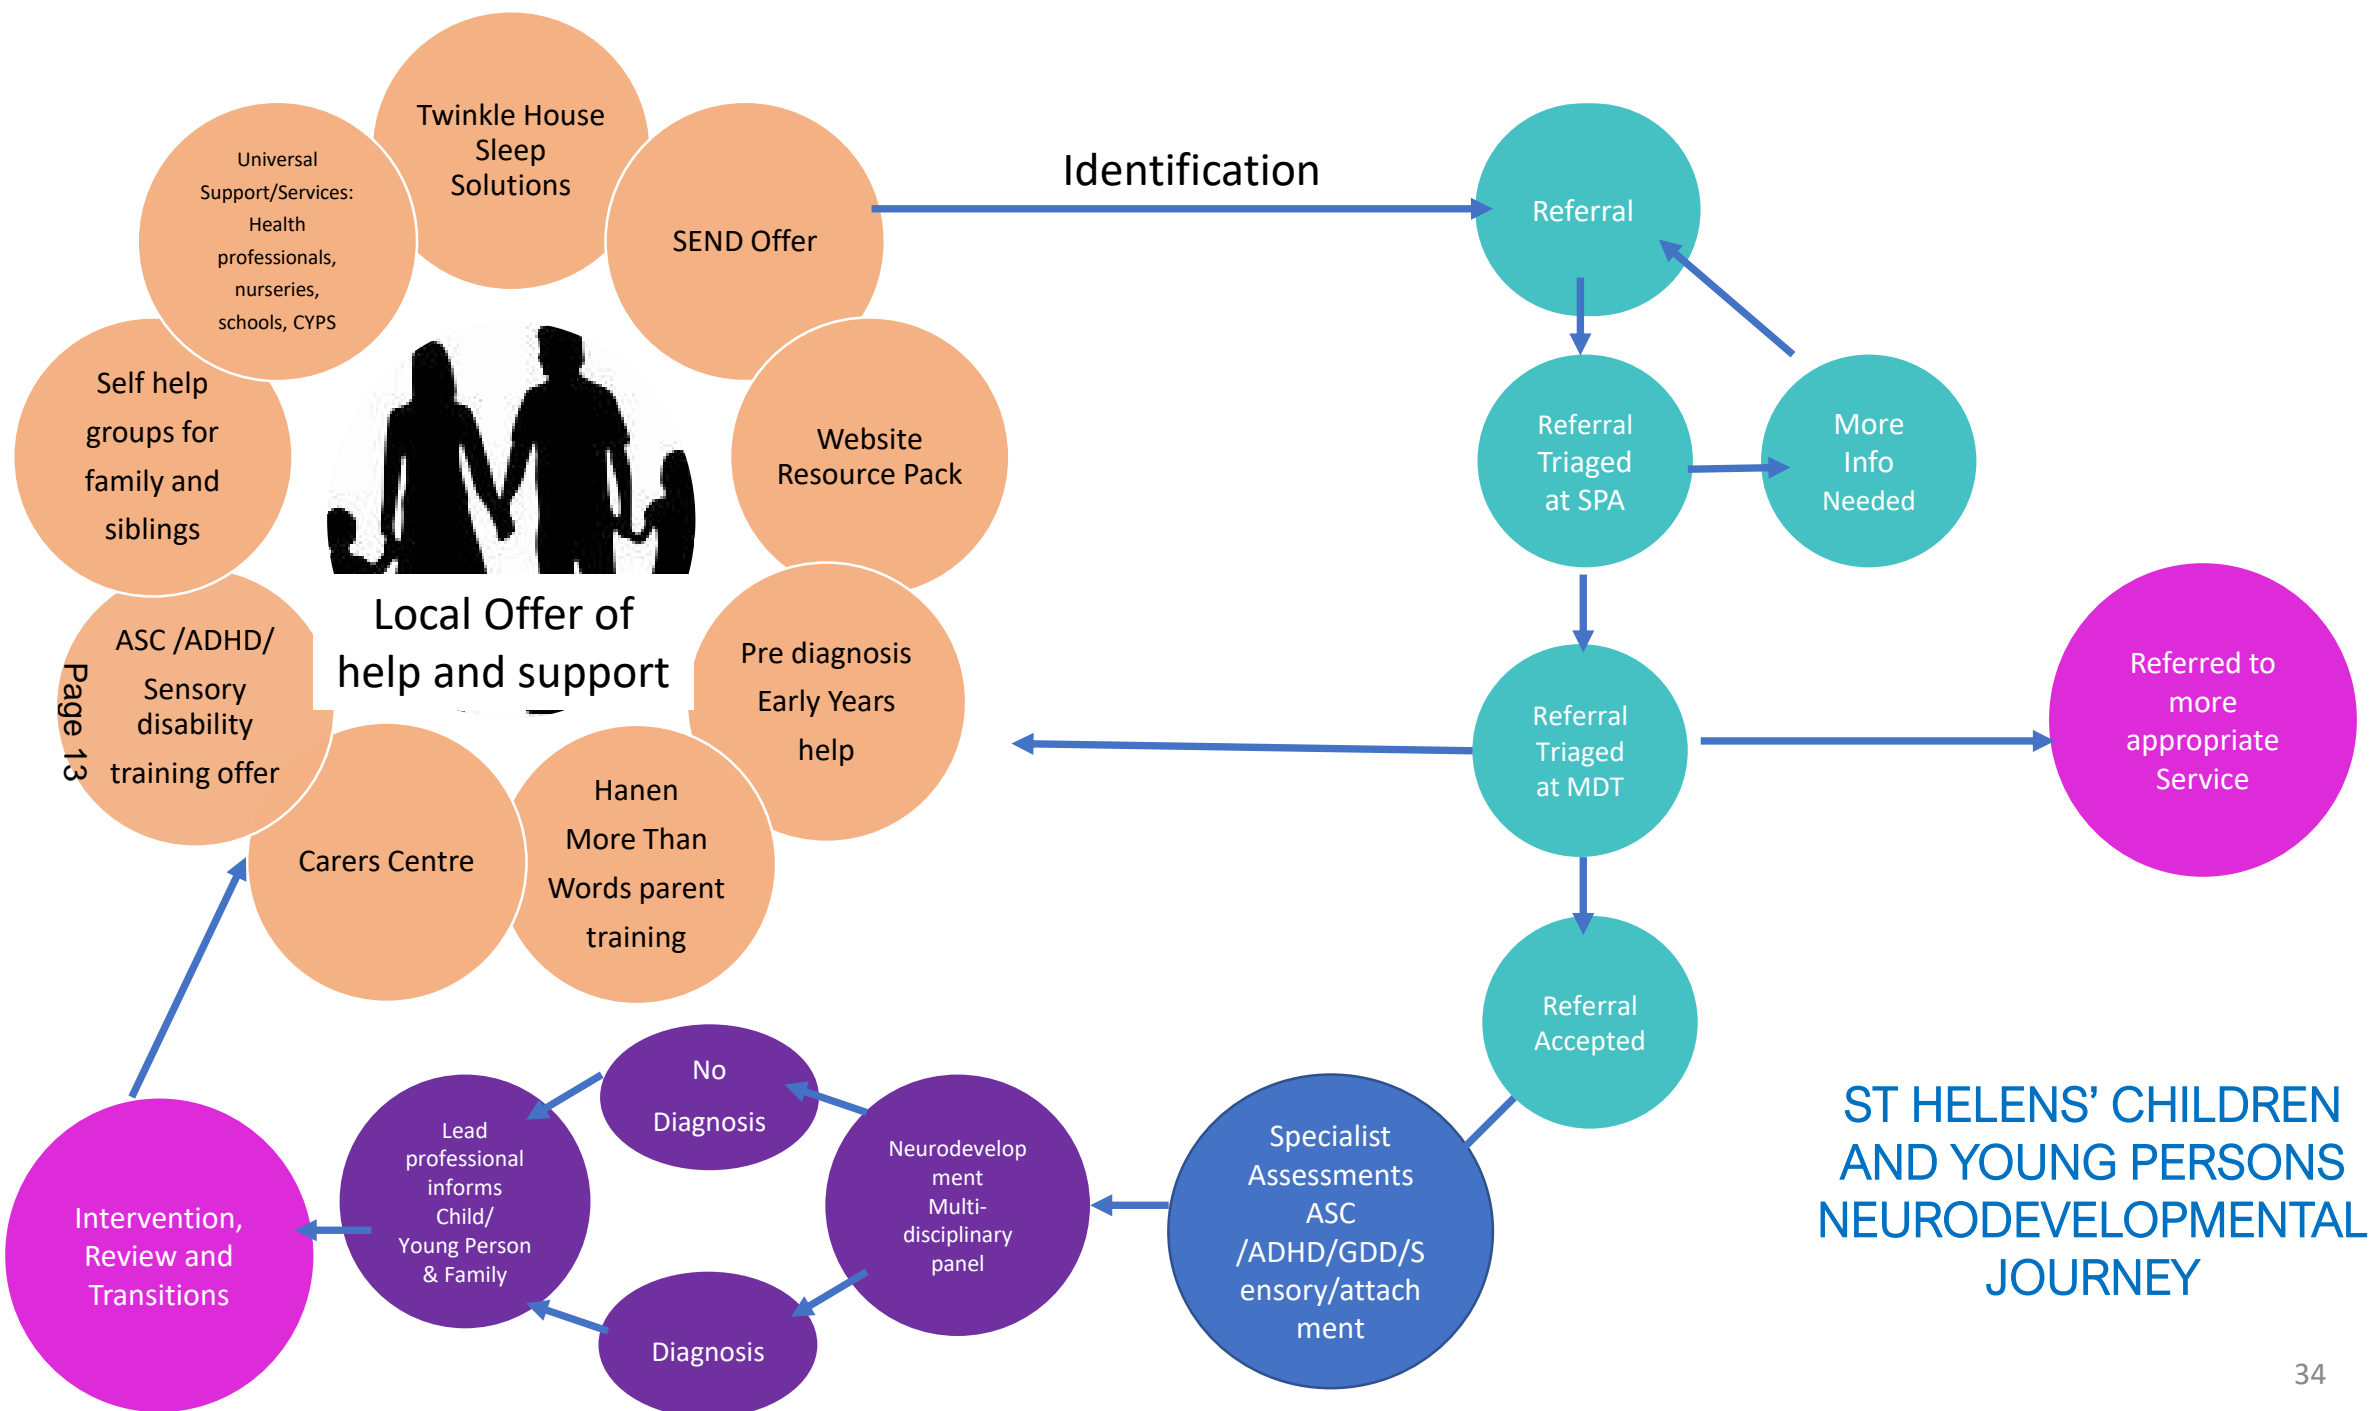 Twinkle House
Sleep
Solutions
Universal
Support/Services:
Health
professionals,
nurseries,
schools, CYPS
SEND Offer
Self help
groups for
family and
siblings
Website
Resource Pack
Local Offer of
help and support
ASC /ADHD/
Sensory
disability
training offer
Page 13
Pre diagnosis
Early Years
help
Hanen
More Than
Words parent
training
Carers Centre
Identification
Referral
Referral
Triaged
at SPA
More
Info
Needed
Referral
Triaged
at MDT
Referred to
more
appropriate
Service
Referral
Accepted
Specialist
Assessments
ASC
/ADHD/GDD/S
ensory/attach
ment
Neurodevelop
ment
Multi-
disciplinary
panel
No
Diagnosis
Diagnosis
Lead
professional
informs
Child/
Young Person
& Family
Intervention,
Review and
Transitions
ST HELENS’ CHILDREN
AND YOUNG PERSONS
NEURODEVELOPMENTAL
JOURNEY
34